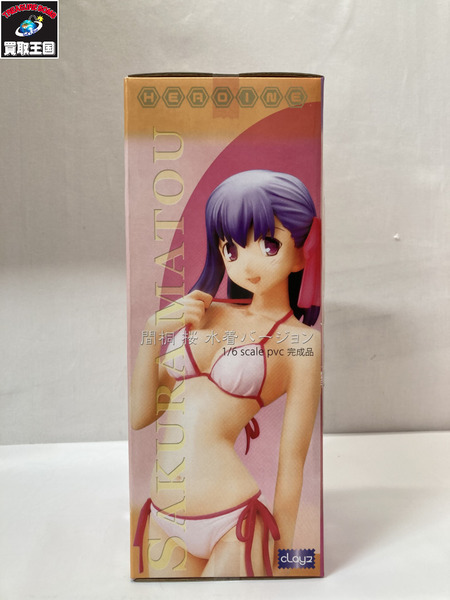 TREASURE KINGDOM
買取王国
HEROINE
SAKURA MATOU
間桐 桜 水着バージョン
1/6 scale pvc 完成品
cLayz